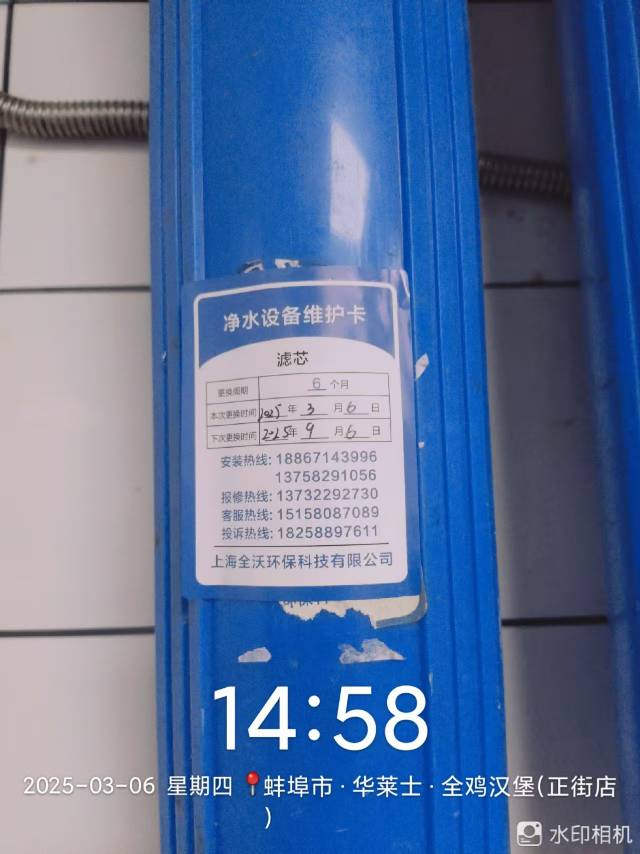 净水设备维护卡
滤芯
更换周期 6 个月
本次更换时间 2025 年 3 月 6 日
下次更换时间 2025 年 9 月 6 日
安装热线: 18867143996
13758291056
报修热线: 13732292730
客服热线: 15158087089
投诉热线: 18258897611
上海全沃环保科技有限公司
14:58
2025-03-06 星期四 蚌埠市 · 华莱士 · 全鸡汉堡(正街店
)
水印相机